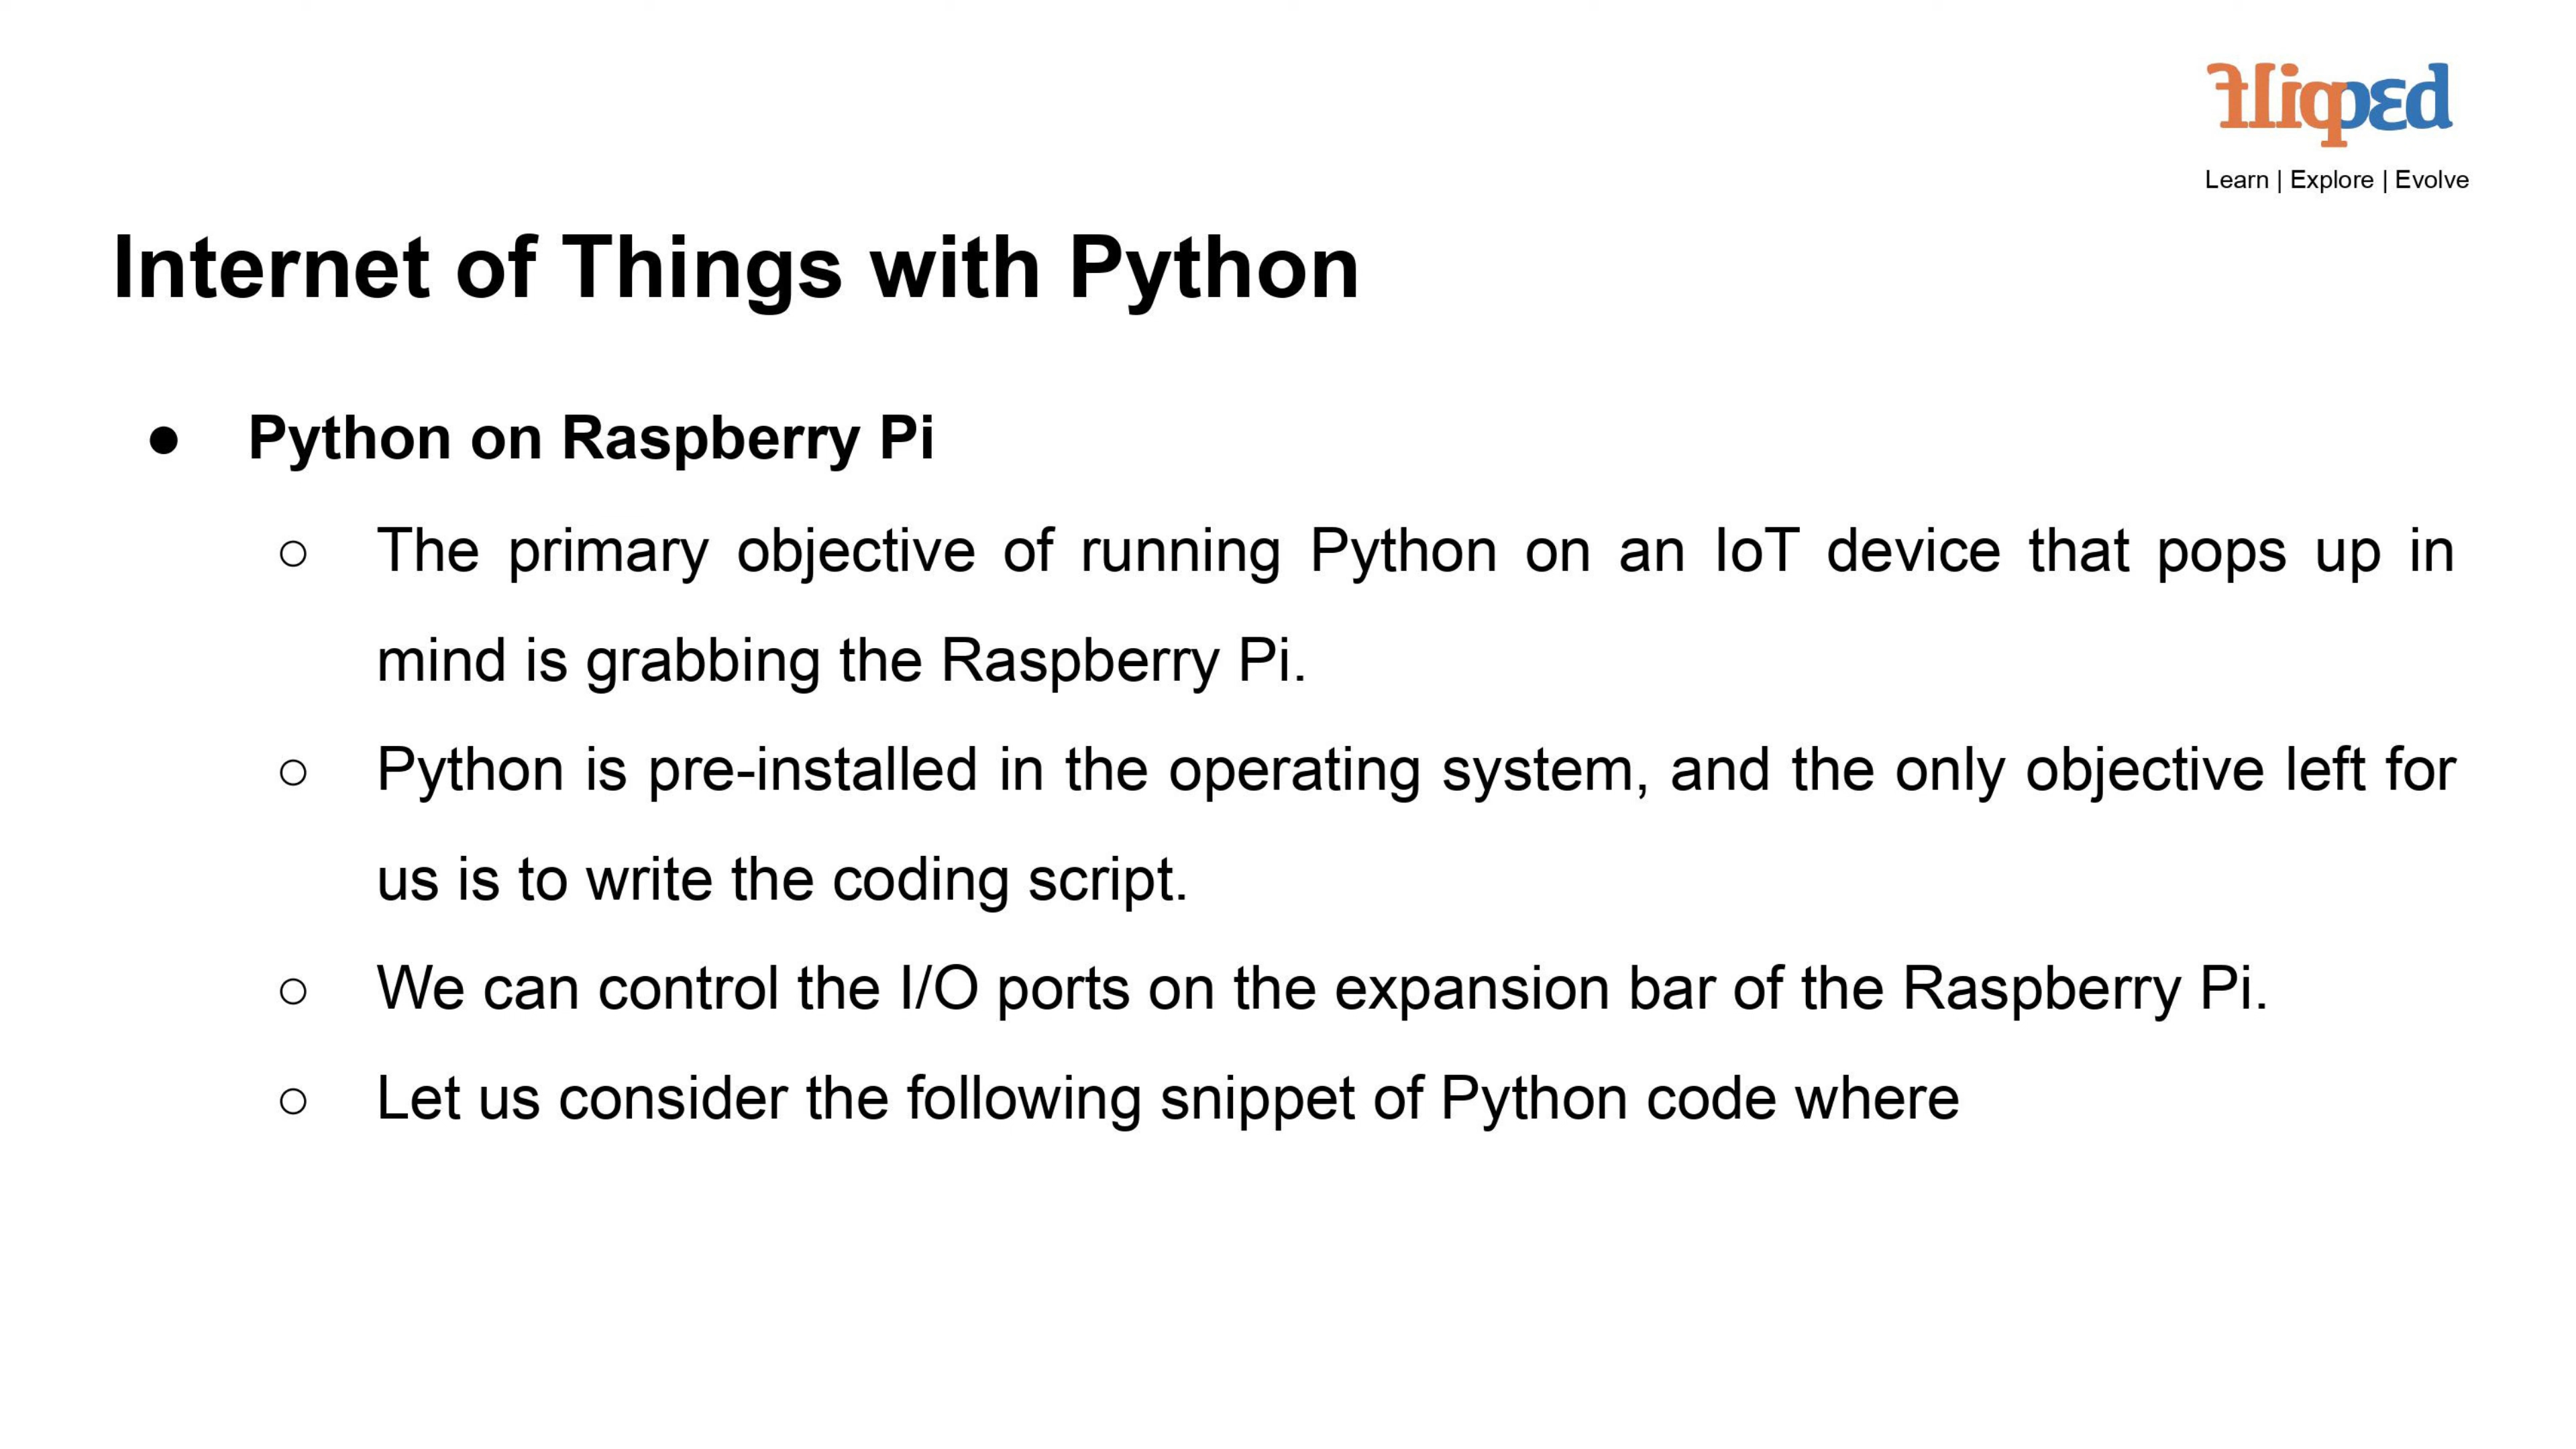 flipped
Learn | Explore | Evolve
Internet of Things with Python
● Python on Raspberry Pi
○ The primary objective of running Python on an IoT device that pops up in
mind is grabbing the Raspberry Pi.
○ Python is pre-installed in the operating system, and the only objective left for
us is to write the coding script.
○ We can control the I/O ports on the expansion bar of the Raspberry Pi.
○ Let us consider the following snippet of Python code where